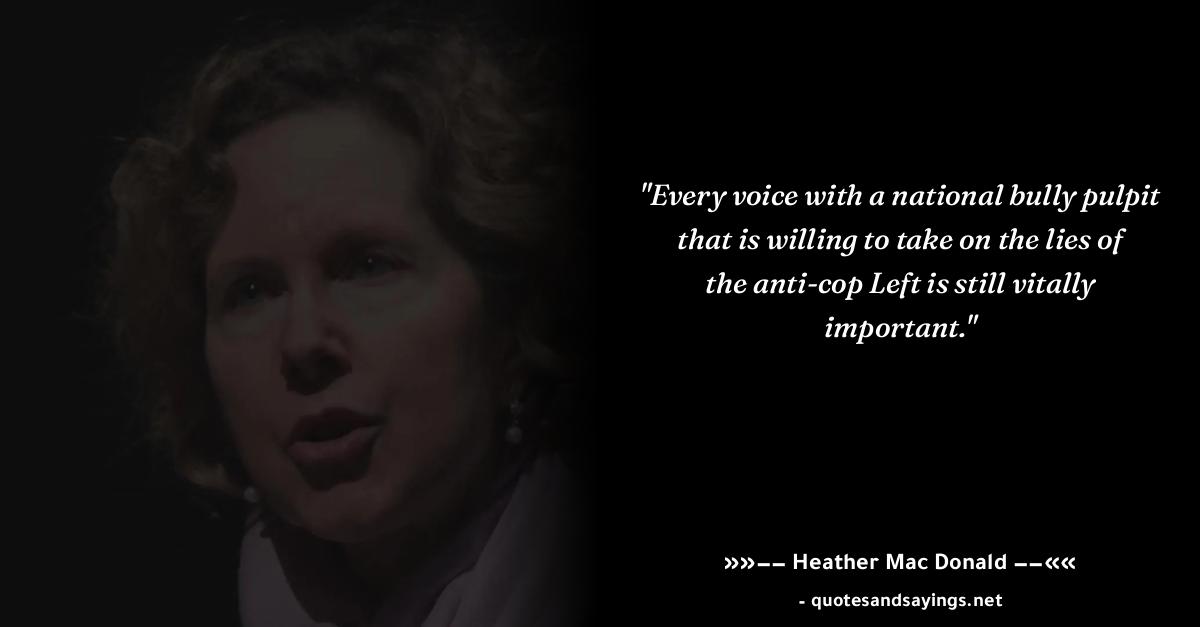 "Every voice with a national bully pulpit
that is willing to take on the lies of
the anti-cop Left is still vitally
important."
»»−− Heather Mac Donald −−««
- quotesandsayings.net